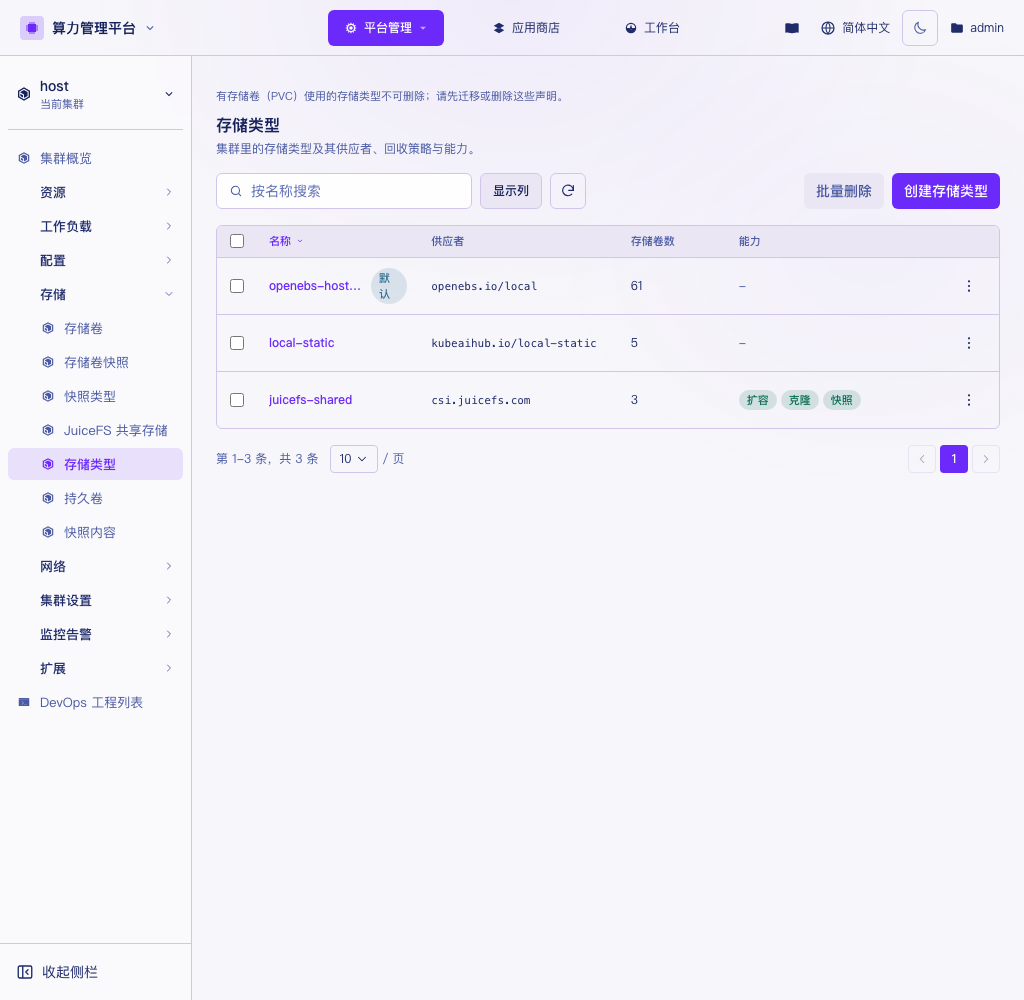 算力管理平台
平台管理
应用商店
工作台
简体中文
admin
host
当前集群
集群概览
资源
工作负载
配置
存储
存储卷
存储卷快照
快照类型
JuiceFS 共享存储
存储类型
持久卷
快照内容
网络
集群设置
监控告警
扩展
DevOps 工程列表
收起侧栏
有存储卷（PVC）使用的存储类型不可删除；请先迁移或删除这些声明。
存储类型
集群里的存储类型及其供应者、回收策略与能力。
按名称搜索
显示列
批量删除
创建存储类型
名称 供应者 存储卷数 能力
openebs-host... 默认 openebs.io/local 61 –
local-static kubeaihub.io/local-static 5 –
juicefs-shared csi.juicefs.com 3 扩容 克隆 快照
第 1-3 条，共 3 条 10 / 页 1